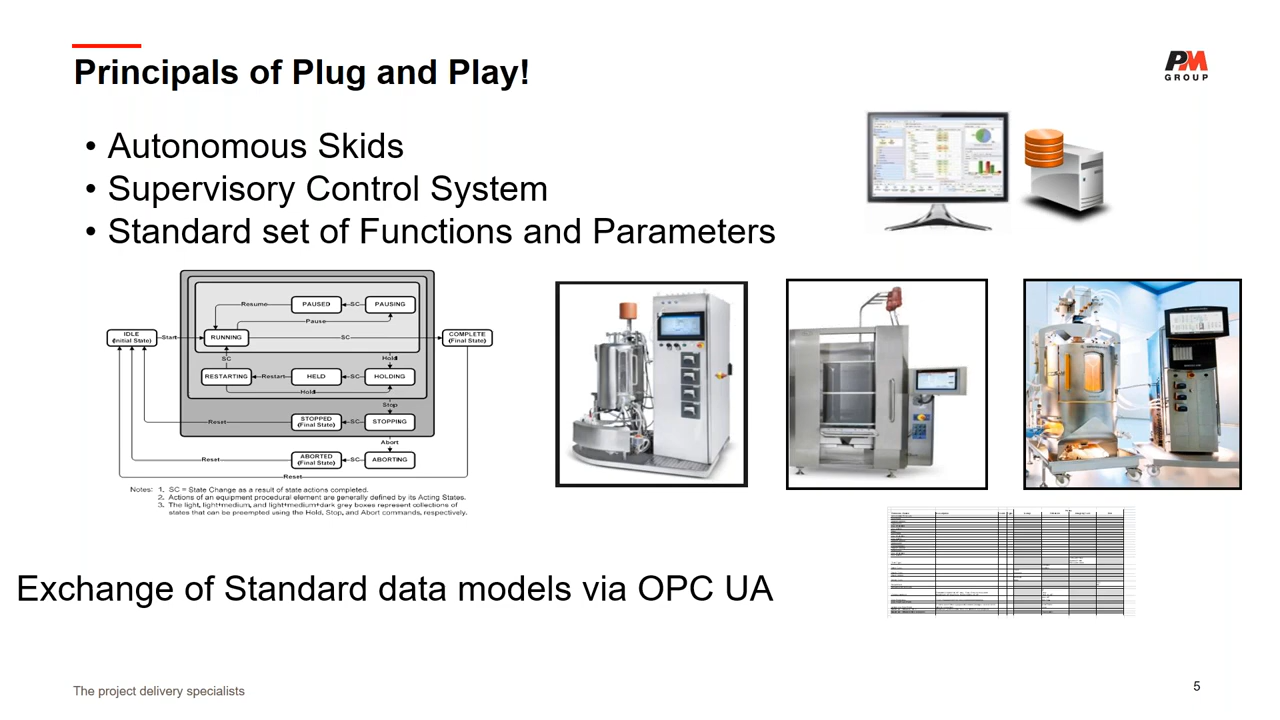 Principals of Plug and Play!
PM
GROUP
• Autonomous Skids
• Supervisory Control System
• Standard set of Functions and Parameters
Resume
PAUSED
SC
PAUSING
Pause
IDLE
(Initial State)
Start
RUNNING
SC
COMPLETE
(Final State)
SC
Hold
RESTARTING
Restart
HELD
SC
HOLDING
Hold
Stop
Reset
STOPPED
(Final State)
SC
STOPPING
Abort
Reset
ABORTED
(Final State)
SC
ABORTING
Reset
Notes: 1. SC = State Change as a result of state actions completed.
2. Actions of an equipment procedural element are generally defined by its Acting States.
3. The light, light+medium, and light+medium+dark grey boxes represent collections of
states that can be preempted using the Hold, Stop, and Abort commands, respectively.
Exchange of Standard data models via OPC UA
The project delivery specialists
5